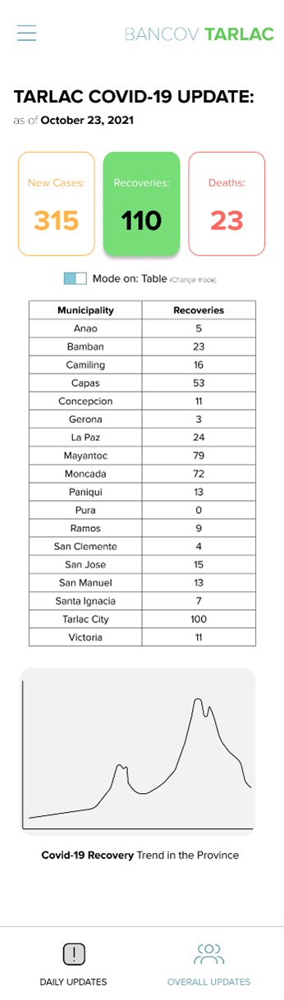 BANCOV TARLAC
TARLAC COVID-19 UPDATE:
as of October 23, 2021
New Cases: Recoveries: Deaths:
315 110 23
Mode on: Table (Change mode)
Municipality Recoveries
Anao 5
Bamban 23
Camiling 16
Capas 53
Concepcion 11
Gerona 3
La Paz 24
Mayantoc 79
Moncada 72
Paniqui 13
Pura 0
Ramos 9
San Clemente 4
San Jose 15
San Manuel 13
Santa Ignacia 7
Tarlac City 100
Victoria 11
Covid-19 Recovery Trend in the Province
!
DAILY UPDATES OVERALL UPDATES